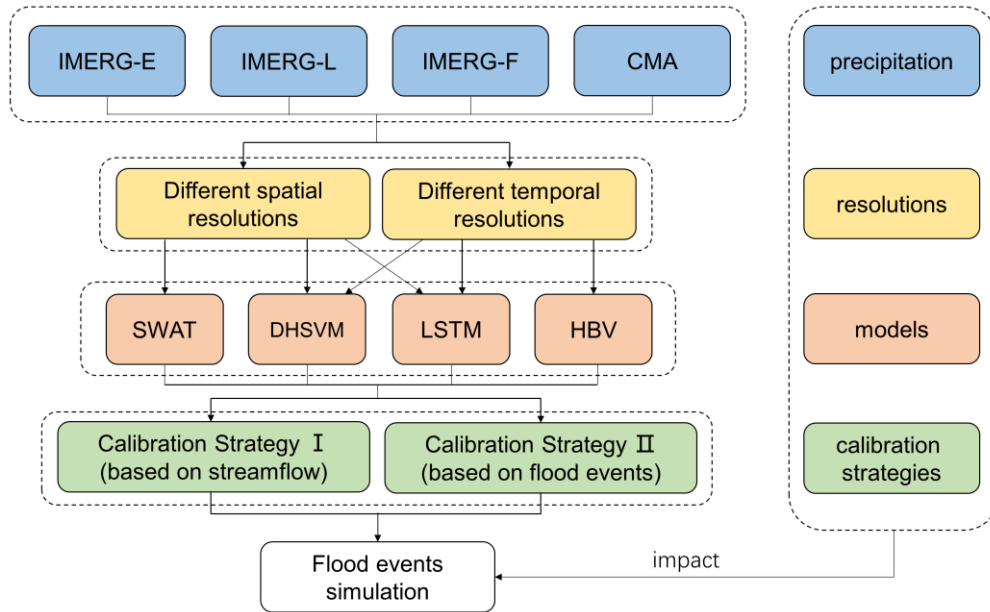 IMERG-E
IMERG-L
IMERG-F
CMA
precipitation
Different spatial
resolutions
Different temporal
resolutions
resolutions
SWAT
DHSVM
LSTM
HBV
models
Calibration Strategy Ⅰ
(based on streamflow)
Calibration Strategy Ⅱ
(based on flood events)
calibration
strategies
Flood events
simulation
impact